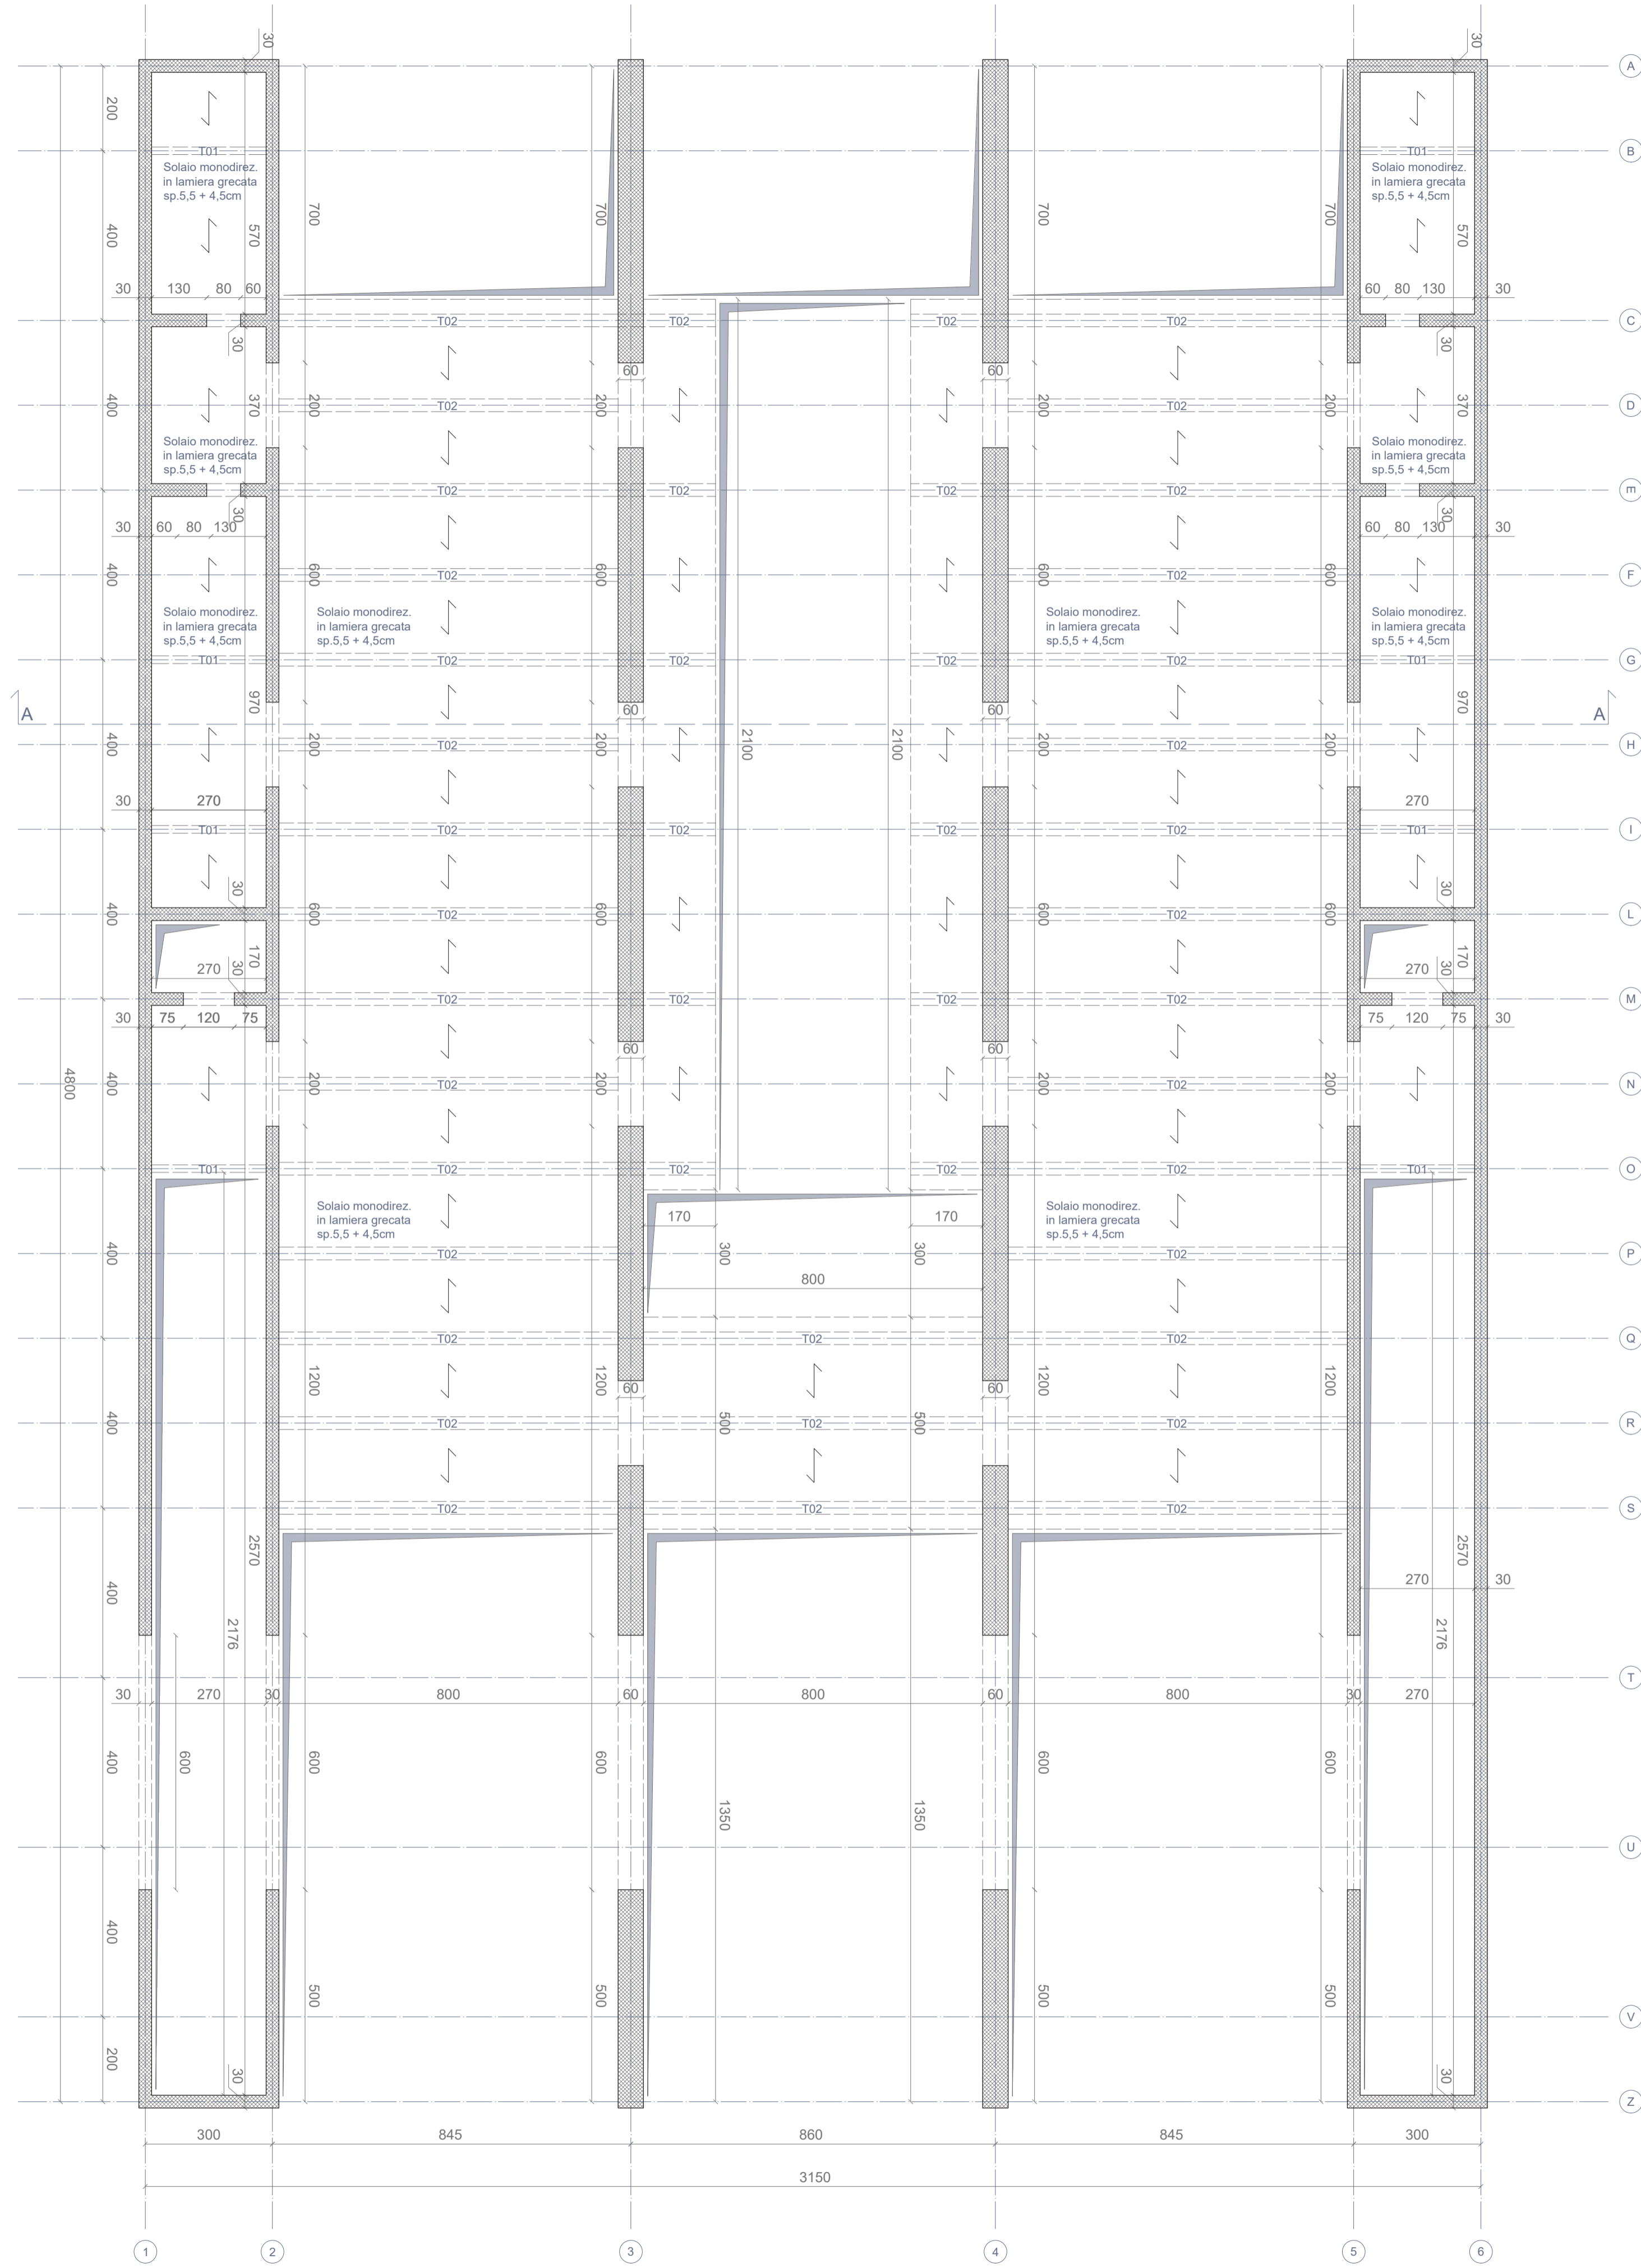 30
30
A
200
T01
T01
B
Solaio monodirez.
in lamiera grecata
sp.5,5 + 4,5cm
Solaio monodirez.
in lamiera grecata
sp.5,5 + 4,5cm
700
700
700
700
400
570
570
30
130
80
60
60
80
130
30
T02
T02
T02
T02
C
30
30
60
60
400
370
200
200
200
200
370
T02
T02
D
Solaio monodirez.
in lamiera grecata
sp.5,5 + 4,5cm
Solaio monodirez.
in lamiera grecata
sp.5,5 + 4,5cm
T02
T02
T02
T02
E
30
30
30
60
80
130
60
80
130
30
400
600
600
600
600
T02
T02
F
Solaio monodirez.
in lamiera grecata
sp.5,5 + 4,5cm
Solaio monodirez.
in lamiera grecata
sp.5,5 + 4,5cm
Solaio monodirez.
in lamiera grecata
sp.5,5 + 4,5cm
Solaio monodirez.
in lamiera grecata
sp.5,5 + 4,5cm
T01
T02
T02
T02
T02
T01
G
970
970
A
A
60
60
400
200
200
2100
2100
200
200
T02
T02
H
30
270
270
T01
T02
T02
T02
T02
T01
I
30
30
400
600
600
600
600
T02
T02
L
170
170
270
30
270
30
T02
T02
T02
T02
M
30
75
120
75
75
120
75
30
60
60
4800
400
200
200
200
200
T02
T02
N
T01
T02
T02
T02
T02
T01
O
Solaio monodirez.
in lamiera grecata
sp.5,5 + 4,5cm
Solaio monodirez.
in lamiera grecata
sp.5,5 + 4,5cm
170
170
400
300
300
T02
T02
P
800
T02
T02
T02
Q
1200
1200
1200
1200
60
60
400
500
500
T02
T02
T02
R
T02
T02
T02
S
2570
2570
400
270
30
2176
2176
T
30
270
30
800
60
800
60
800
30
270
400
600
600
600
600
600
1350
1350
U
400
500
500
500
500
V
200
30
30
Z
300
845
860
845
300
3150
1
2
3
4
5
6